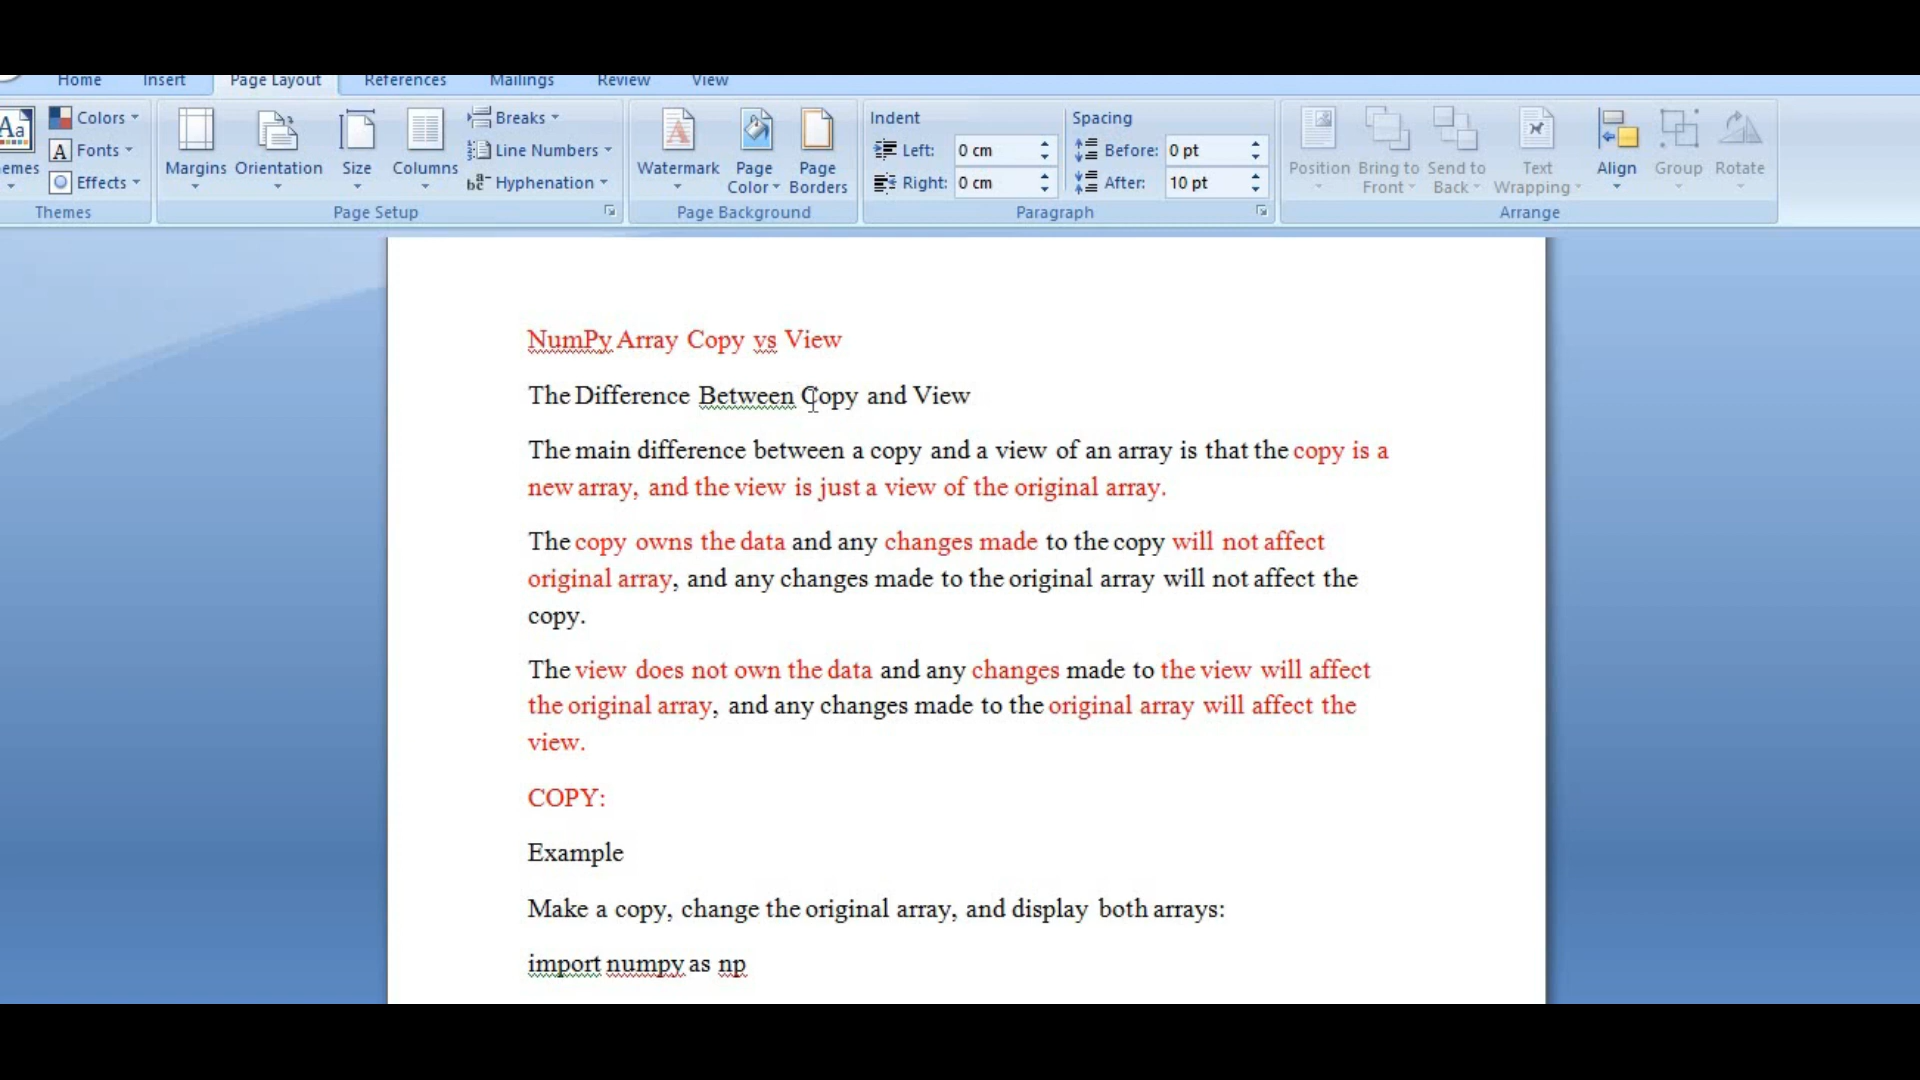 Home Insert Page Layout References Mailings Review View
Colors Breaks Indent Spacing
Fonts Line Numbers Left: 0 cm Before: 0 pt
Margins Orientation Size Columns Watermark Page Color Page Borders Position Bring to Front Send to Back Text Wrapping Align Group Rotate
Effects Hyphenation Right: 0 cm After: 10 pt
Themes Page Setup Page Background Paragraph Arrange
NumPy Array Copy vs View
The Difference Between Copy and View
The main difference between a copy and a view of an array is that the copy is a
new array, and the view is just a view of the original array.
The copy owns the data and any changes made to the copy will not affect
original array, and any changes made to the original array will not affect the
copy.
The view does not own the data and any changes made to the view will affect
the original array, and any changes made to the original array will affect the
view.
COPY:
Example
Make a copy, change the original array, and display both arrays:
import numpy as np